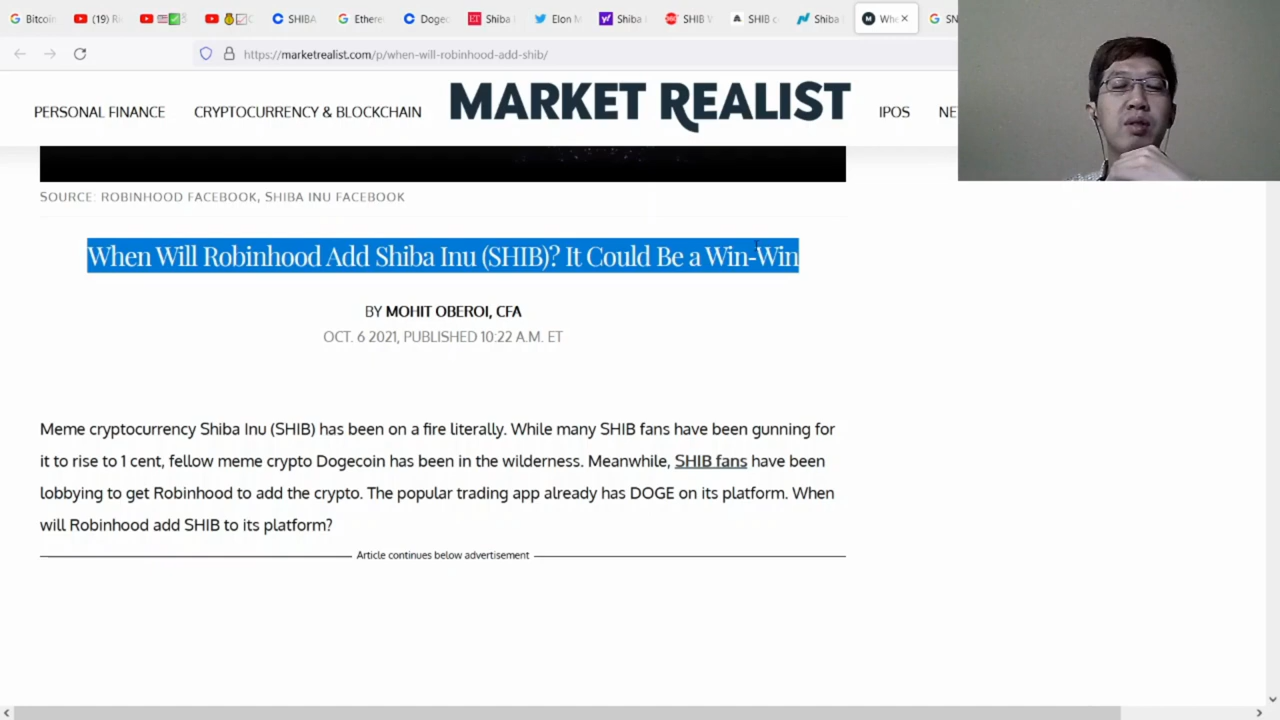 Bitcoin (19) R SHIBA Ethere Doged Shiba Elon M Shiba SHIB SHIB c Shiba Whe SN
https://marketrealist.com/p/when-will-robinhood-add-shib/
PERSONAL FINANCE CRYPTOCURRENCY & BLOCKCHAIN MARKET REALIST IPOS NE
SOURCE: ROBINHOOD FACEBOOK, SHIBA INU FACEBOOK
When Will Robinhood Add Shiba Inu (SHIB)? It Could Be a Win-Win
BY MOHIT OBEROI, CFA
OCT. 6 2021, PUBLISHED 10:22 A.M. ET
Meme cryptocurrency Shiba Inu (SHIB) has been on a fire literally. While many SHIB fans have been gunning for
it to rise to 1 cent, fellow meme crypto Dogecoin has been in the wilderness. Meanwhile, SHIB fans have been
lobbying to get Robinhood to add the crypto. The popular trading app already has DOGE on its platform. When
will Robinhood add SHIB to its platform?
Article continues below advertisement